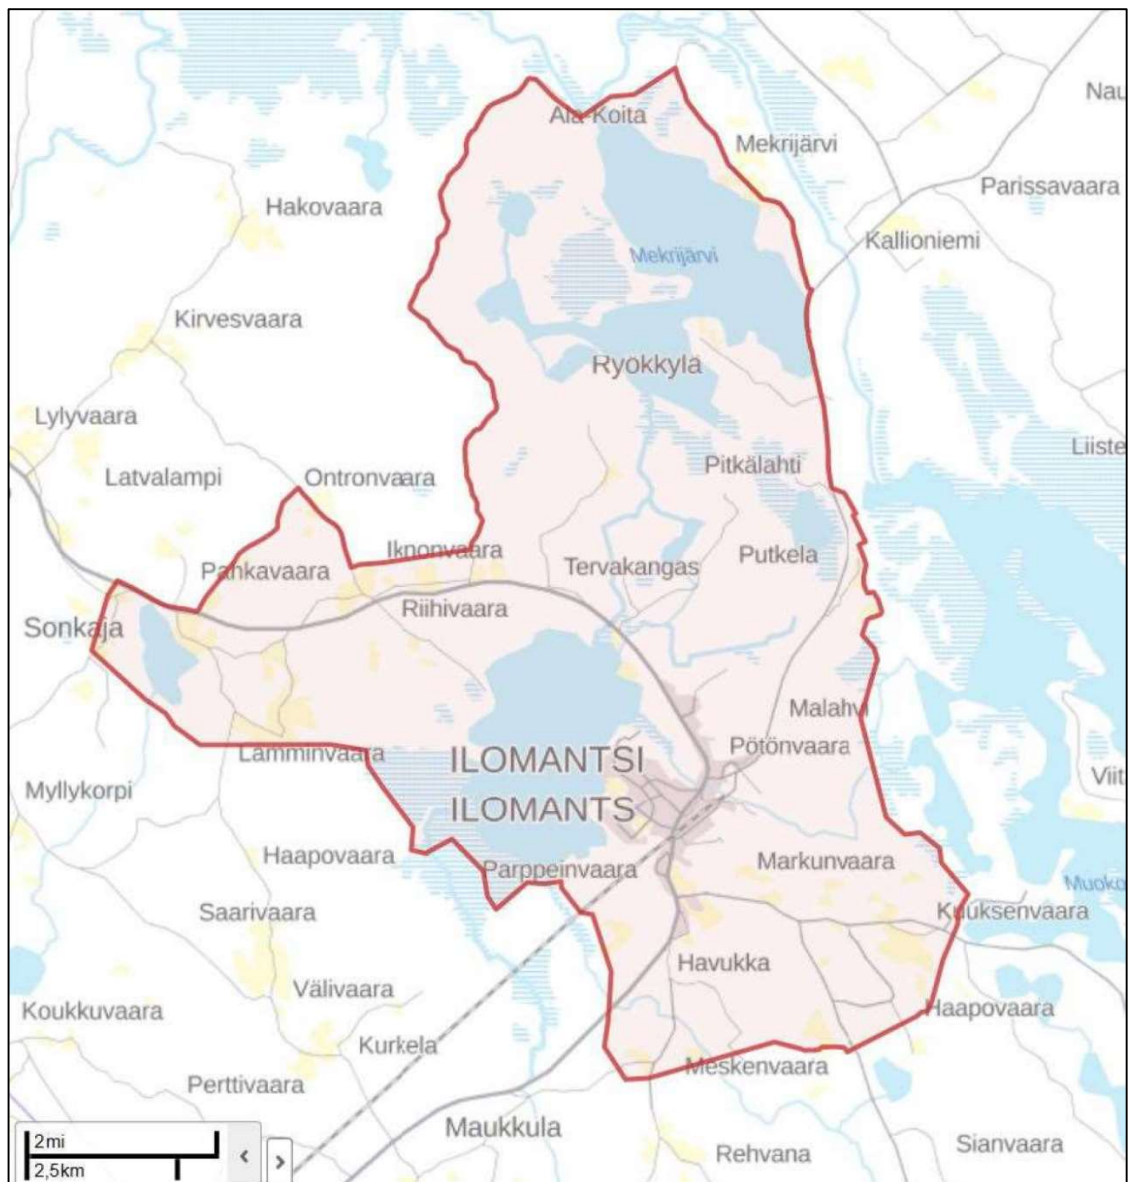 Nau
Ala-Koita
Mekrijärvi
Parissavaara
Hakovaara
Kallioniemi
Mekrijärvi
Kirvesvaara
Ryökkylä
Lylyvaara
Liiste
Latvalampi
Ontronvaara
Pitkälahti
Iknonvaara
Putkela
Pahkavaara
Tervakangas
Riihivaara
Sonkaja
Malahvi
Pötönvaara
Lamminvaara
ILOMANTSI
ILOMANTS
Viit
Myllykorpi
Haapovaara
Parppeinvaara
Markunvaara
Muoko
Saarivaara
Kuuksenvaara
Havukka
Välivaara
Koukkuvaara
Haapovaara
Kurkela
Meskenvaara
Perttivaara
Maukkula
Sianvaara
Rehvana
2mi
2,5km